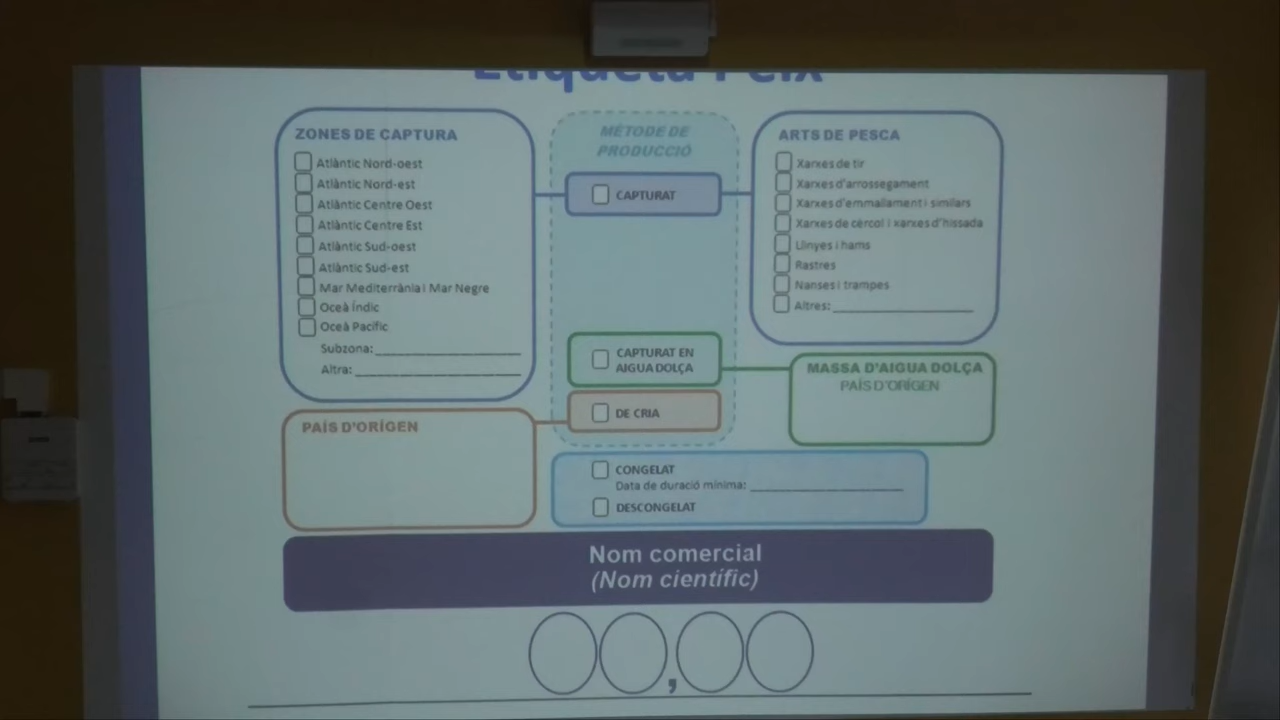 Etiqueta Peix
ZONES DE CAPTURA
Atlàntic Nord-oest
Atlàntic Nord-est
Atlàntic Centre Oest
Atlàntic Centre Est
Atlàntic Sud-oest
Atlàntic Sud-est
Mar Mediterrània i Mar Negre
Oceà Índic
Oceà Pacífic
Subzona:
Altra:
MÈTODE DE
PRODUCCIÓ
CAPTURAT
CAPTURAT EN
AIGUA DOLÇA
DE CRIA
ARTS DE PESCA
Xarxes de tir
Xarxes d'arrossegament
Xarxes d'emmallament i similars
Xarxes de cèrcol i xarxes d'hissada
Llinyes i hams
Rastres
Nanses i trampes
Altres:
MASSA D'AIGUA DOLÇA
PAÍS D'ORÍGEN
PAÍS D'ORÍGEN
CONGELAT
Data de duració mínima:
DESCONGELAT
Nom comercial
(Nom científic)
,